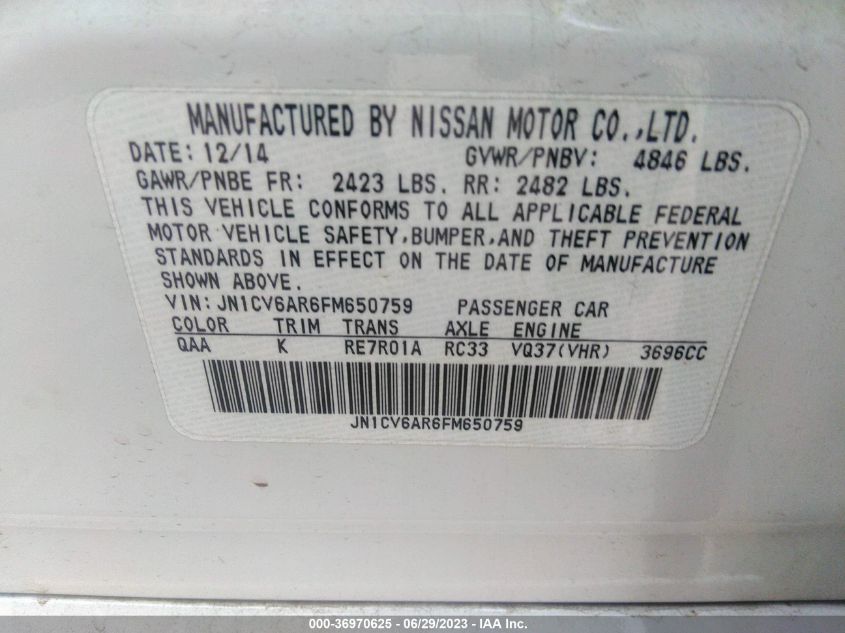 MANUFACTURED BY NISSAN MOTOR CO.,LTD.
DATE: 12/14 GVWR/PNBV: 4846 LBS.
GAWR/PNBE FR: 2423 LBS. RR: 2482 LBS.
THIS VEHICLE CONFORMS TO ALL APPLICABLE FEDERAL
MOTOR VEHICLE SAFETY,BUMPER,AND THEFT PREVENTION
STANDARDS IN EFFECT ON THE DATE OF MANUFACTURE
SHOWN ABOVE.
VIN: JN1CV6AR6FM650759 PASSENGER CAR
COLOR TRIM TRANS AXLE ENGINE
QAA K RE7R01A RC33 VQ37(VHR) 3696CC
JN1CV6AR6FM650759
000-36970625 - 06/29/2023 - IAA Inc.